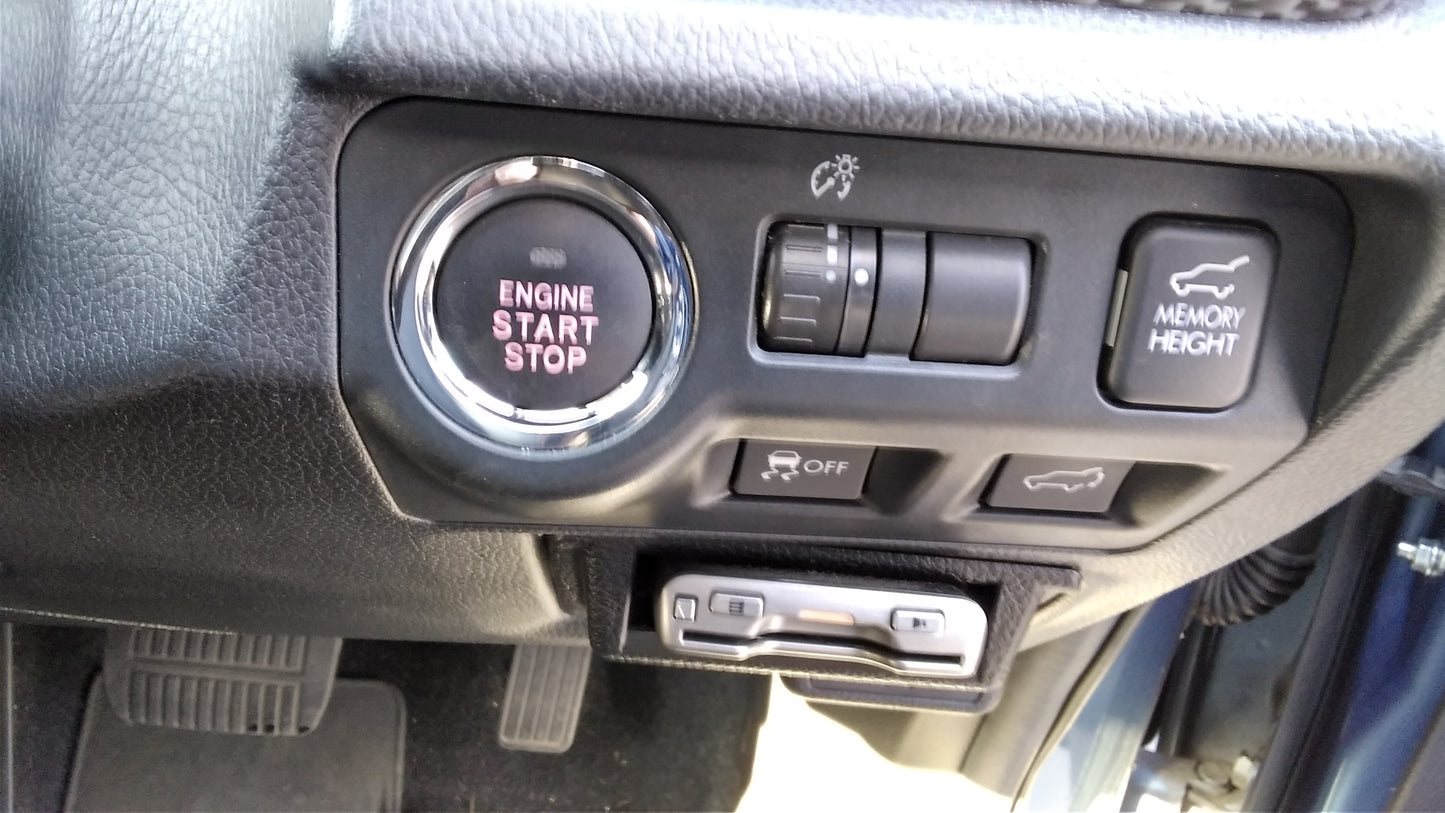 ENGINE
START
STOP
MEMORY
HEIGHT
OFF